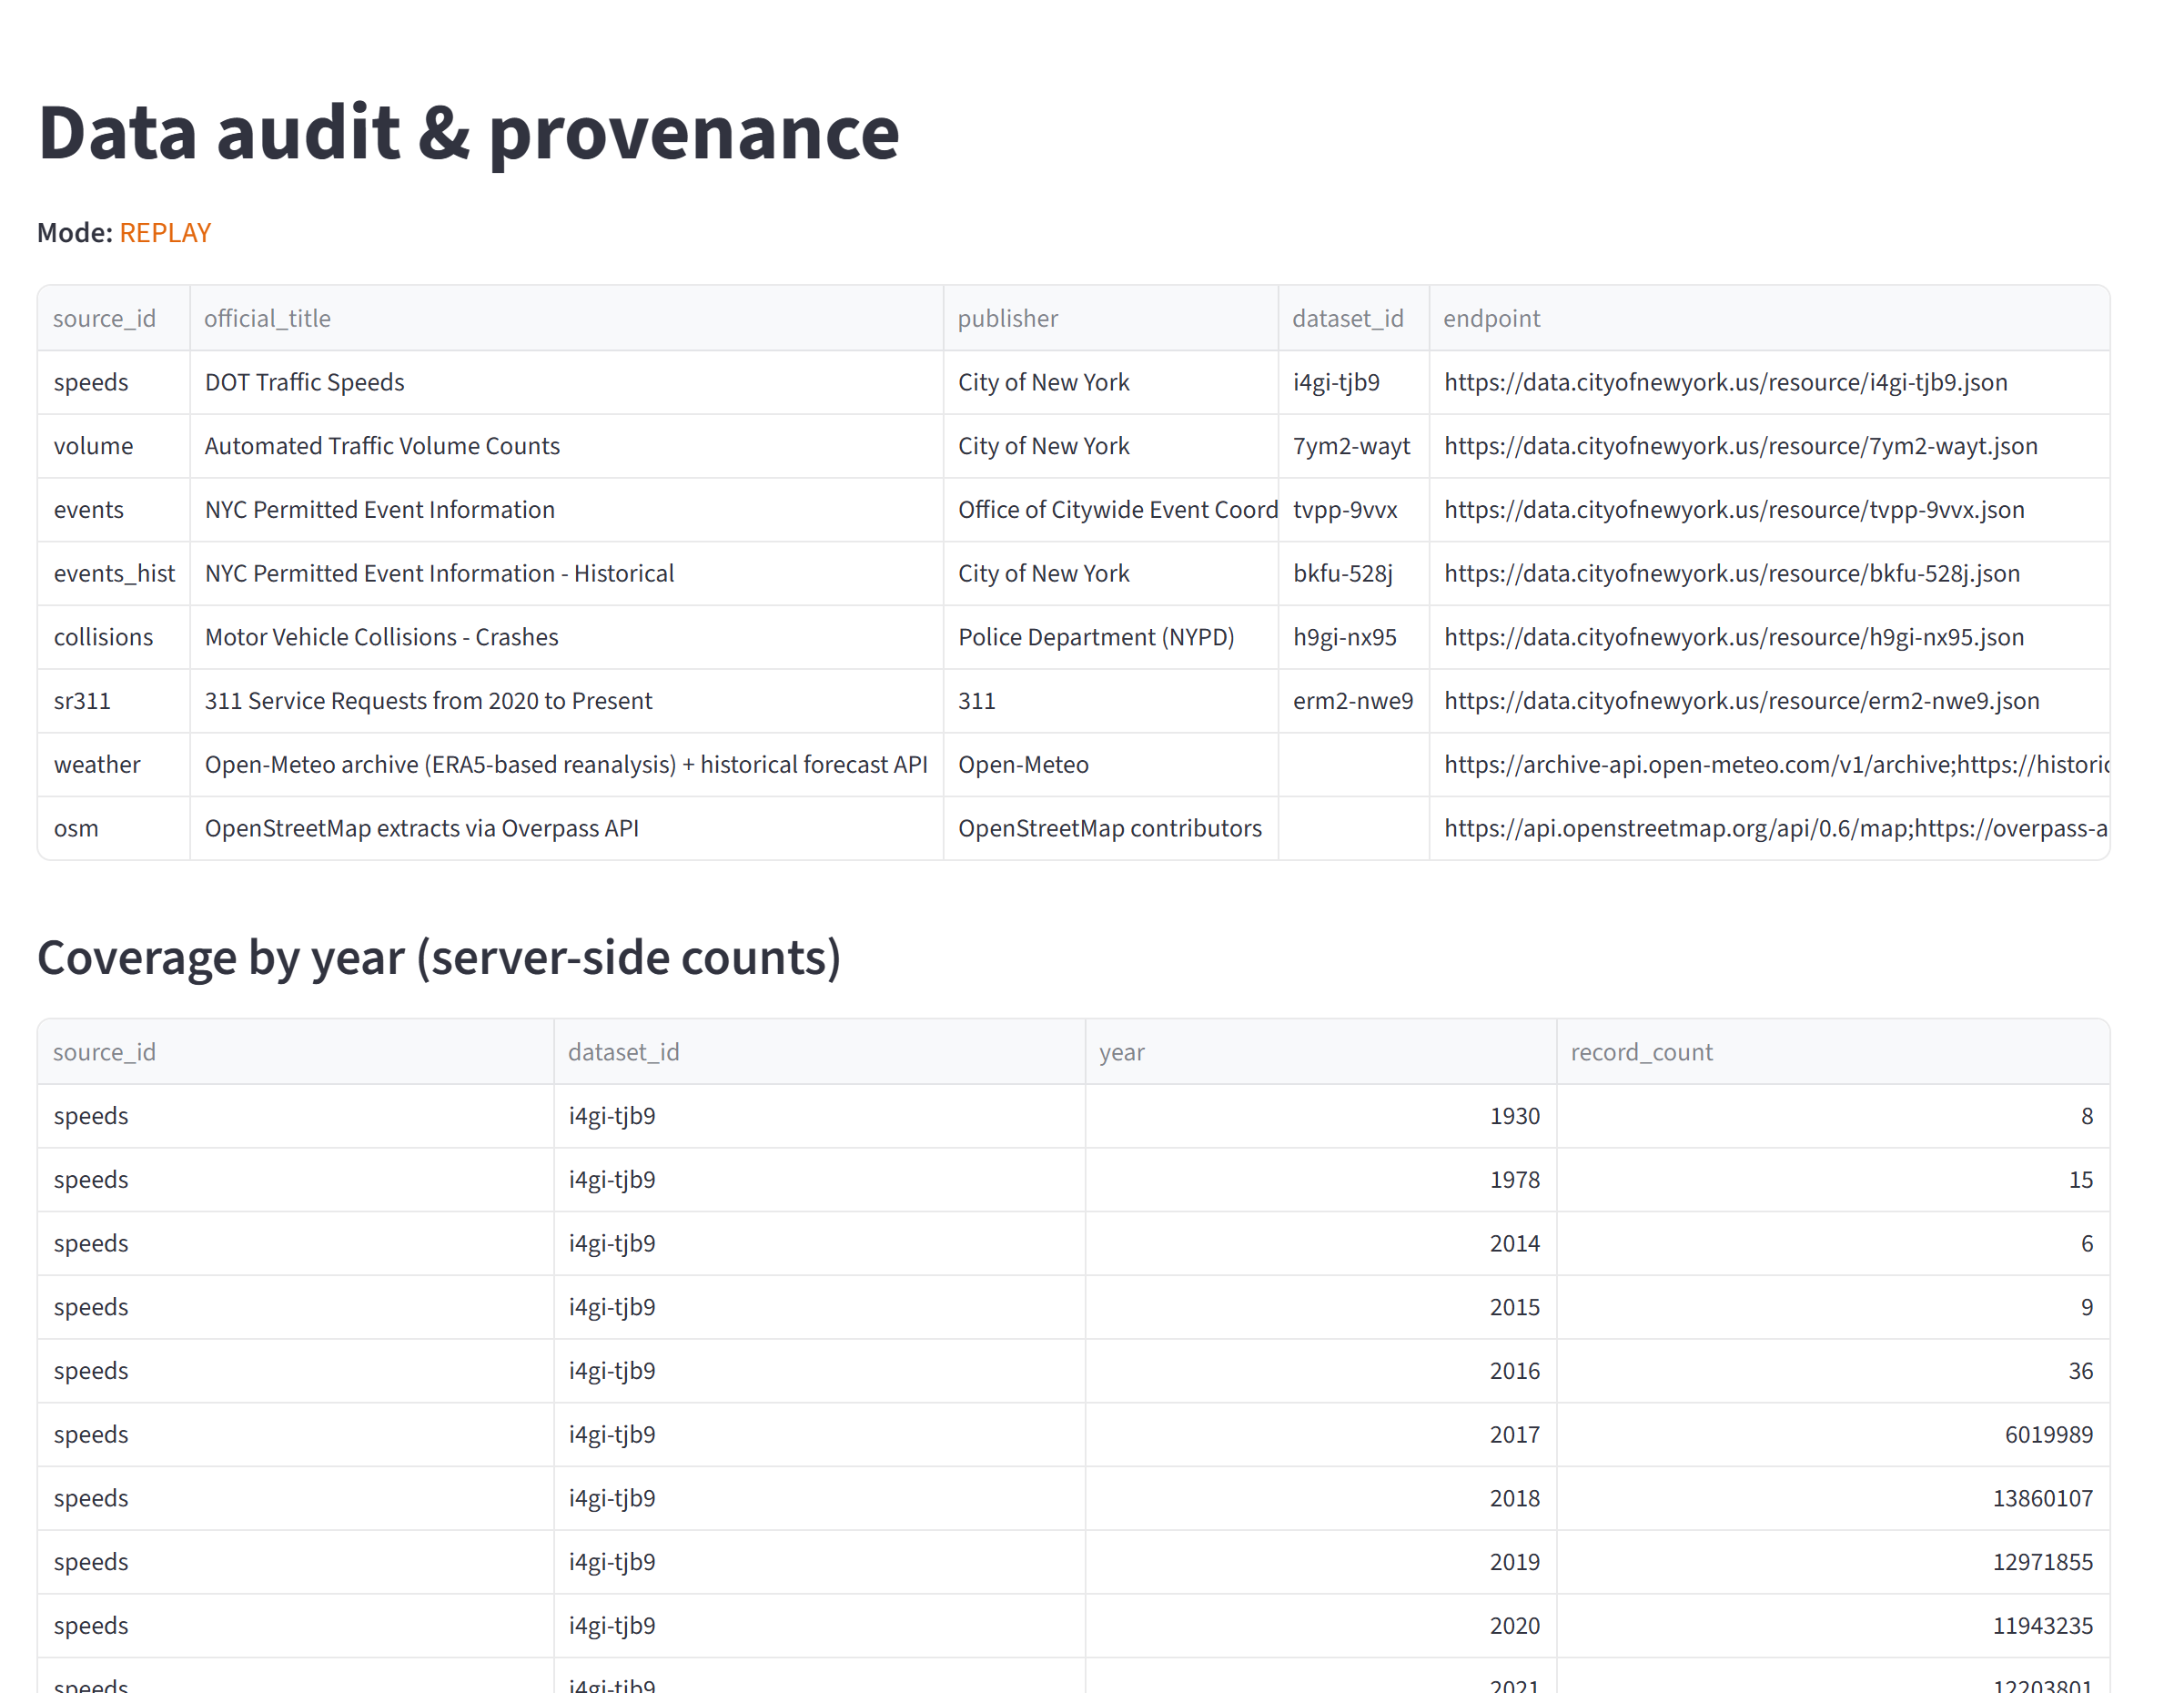 Data audit & provenance
Mode: REPLAY
source_id official_title publisher dataset_id endpoint
speeds DOT Traffic Speeds City of New York i4gi-tjb9 https://data.cityofnewyork.us/resource/i4gi-tjb9.json
volume Automated Traffic Volume Counts City of New York 7ym2-wayt https://data.cityofnewyork.us/resource/7ym2-wayt.json
events NYC Permitted Event Information Office of Citywide Event Coord tvpp-9vvx https://data.cityofnewyork.us/resource/tvpp-9vvx.json
events_hist NYC Permitted Event Information - Historical City of New York bkfu-528j https://data.cityofnewyork.us/resource/bkfu-528j.json
collisions Motor Vehicle Collisions - Crashes Police Department (NYPD) h9gi-nx95 https://data.cityofnewyork.us/resource/h9gi-nx95.json
sr311 311 Service Requests from 2020 to Present 311 erm2-nwe9 https://data.cityofnewyork.us/resource/erm2-nwe9.json
weather Open-Meteo archive (ERA5-based reanalysis) + historical forecast API Open-Meteo https://archive-api.open-meteo.com/v1/archive;https://historic
osm OpenStreetMap extracts via Overpass API OpenStreetMap contributors https://api.openstreetmap.org/api/0.6/map;https://overpass-a
Coverage by year (server-side counts)
source_id dataset_id year record_count
speeds i4gi-tjb9 1930 8
speeds i4gi-tjb9 1978 15
speeds i4gi-tjb9 2014 6
speeds i4gi-tjb9 2015 9
speeds i4gi-tjb9 2016 36
speeds i4gi-tjb9 2017 6019989
speeds i4gi-tjb9 2018 13860107
speeds i4gi-tjb9 2019 12971855
speeds i4gi-tjb9 2020 11943235
speeds i4gi-tjb9 2021 12203801